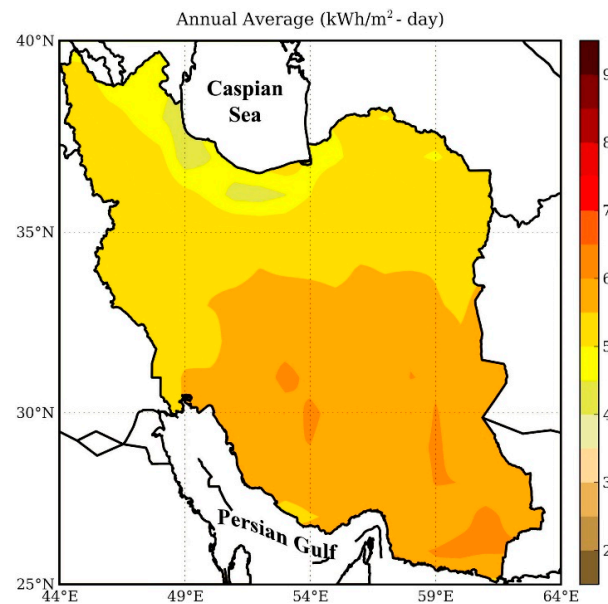 Annual Average (kWh/m² - day)
40°N
Caspian
Sea
9
8
7
35°N
6
5
30°N
4
3
Persian Gulf
2
25°N
44°E
49°E
54°E
59°E
64°E